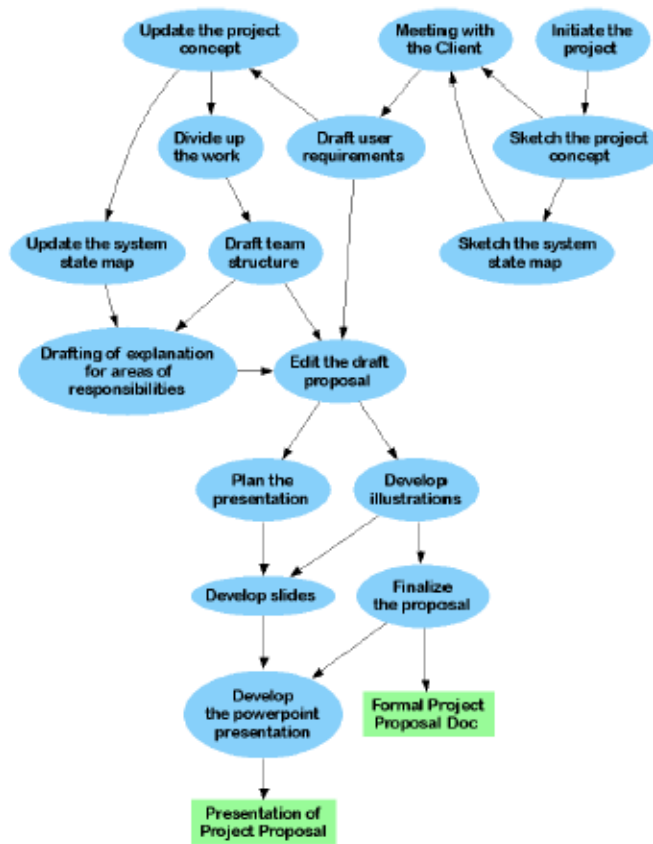 Update the project
concept
Meeting with
the Client
Initiate the
project
Divide up
the work
Draft user
requirements
Sketch the project
concept
Update the system
state map
Draft team
structure
Sketch the system
state map
Drafting of explanation
for areas of
responsibilities
Edit the draft
proposal
Plan the
presentation
Develop
illustrations
Develop slides
Finalize
the proposal
Develop
the powerpoint
presentation
Formal Project
Proposal Doc
Presentation of
Project Proposal